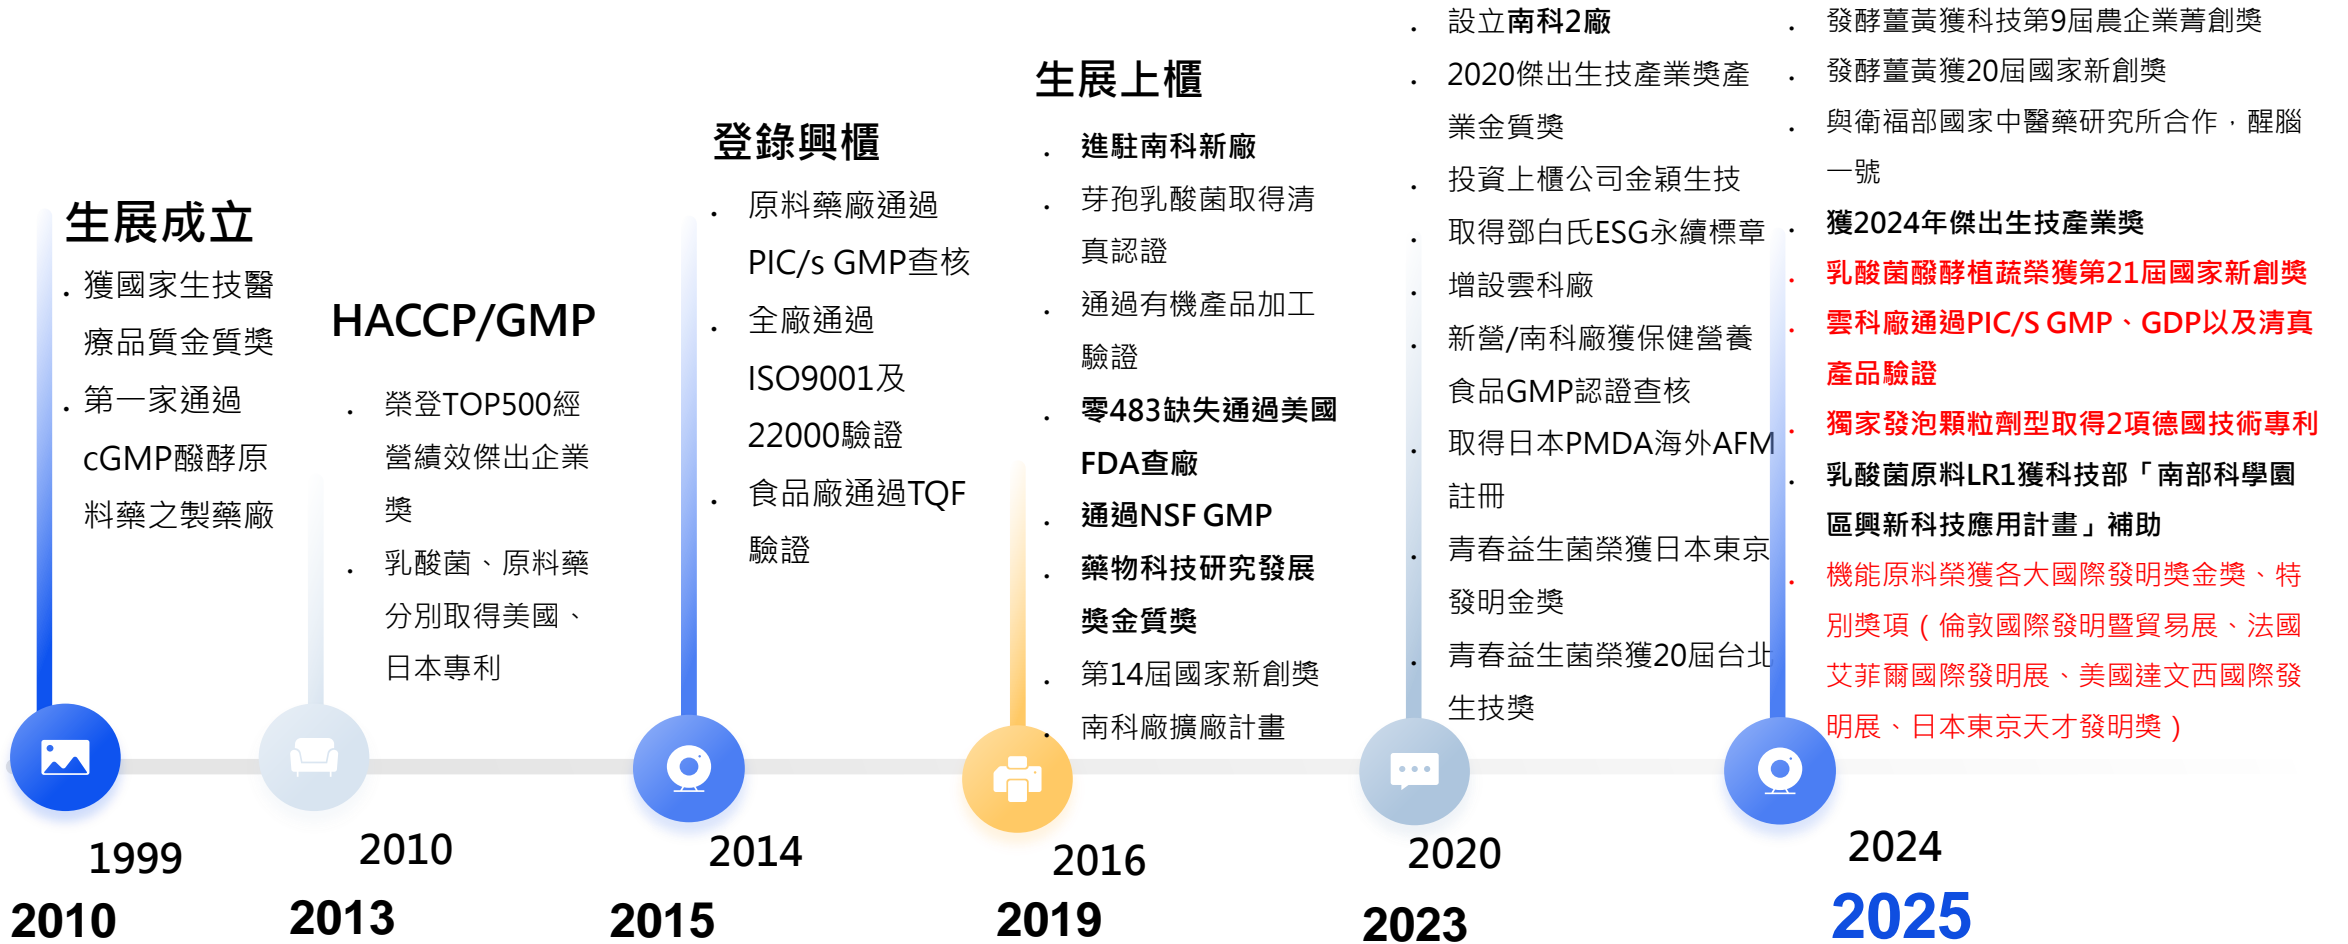 生展成立
．獲國家生技醫
療品質金質獎
．第一家通過
cGMP醱酵原
料藥之製藥廠
HACCP/GMP
． 榮登TOP500經
營績效傑出企業
獎
． 乳酸菌、原料藥
分別取得美國、
日本專利
登錄興櫃
． 原料藥廠通過
PIC/s GMP查核
． 全廠通過
ISO9001及
22000驗證
． 食品廠通過TQF
驗證
生展上櫃
． 進駐南科新廠
． 芽孢乳酸菌取得清
真認證
． 通過有機產品加工
驗證
． 零483缺失通過美國
FDA查廠
． 通過NSF GMP
． 藥物科技研究發展
獎金質獎
． 第14屆國家新創獎
． 南科廠擴廠計畫
． 設立南科2廠
． 2020傑出生技產業獎產
業金質獎
． 投資上櫃公司金穎生技
． 取得鄧白氏ESG永續標章
． 增設雲科廠
． 新營/南科廠獲保健營養
食品GMP認證查核
． 取得日本PMDA海外AFM
註冊
． 青春益生菌榮獲日本東京
發明金獎
． 青春益生菌榮獲20屆台北
生技獎
． 發酵薑黃獲科技第9屆農企業菁創獎
． 發酵薑黃獲20屆國家新創獎
． 與衛福部國家中醫藥研究所合作，醒腦
一號
． 獲2024年傑出生技產業獎
． 乳酸菌醱酵植蔬榮獲第21屆國家新創獎
． 雲科廠通過PIC/S GMP、GDP以及清真
產品驗證
． 獨家發泡顆粒劑型取得2項德國技術專利
． 乳酸菌原料LR1獲科技部「南部科學園
區興新科技應用計畫」補助
． 機能原料榮獲各大國際發明獎金獎、特
別獎項（倫敦國際發明暨貿易展、法國
艾菲爾國際發明展、美國達文西國際發
明展、日本東京天才發明獎）
1999
2010
2010
2013
2014
2015
2016
2019
2020
2023
2024
2025